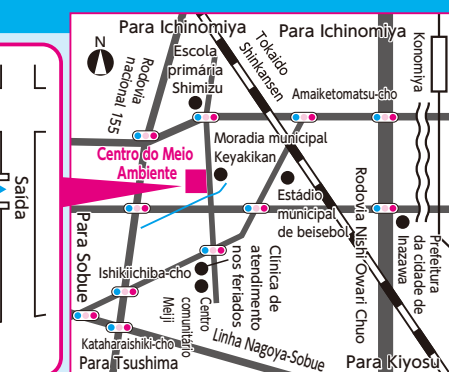 Para Ichinomiya
Para Ichinomiya
N
Escola
primária
Shimizu
Rodovia
nacional 155
Tokaido
Shinkansen
Konomiya
Amaiketomatsu-cho
Moradia municipal
Keyakikan
Centro do Meio
Ambiente
Saída
Estádio
municipal
de beisebol
Rodovia Nishi Owari Chuo
Prefeitura
da cidade de
Inazawa
Para Sobue
Clínica de
atendimento
nos feriados
Ishikiichiba-cho
Centro
comunitário
Meiji
Linha Nagoya-Sobue
Kataharaishiki-cho
Para Tsushima
Para Kiyosu